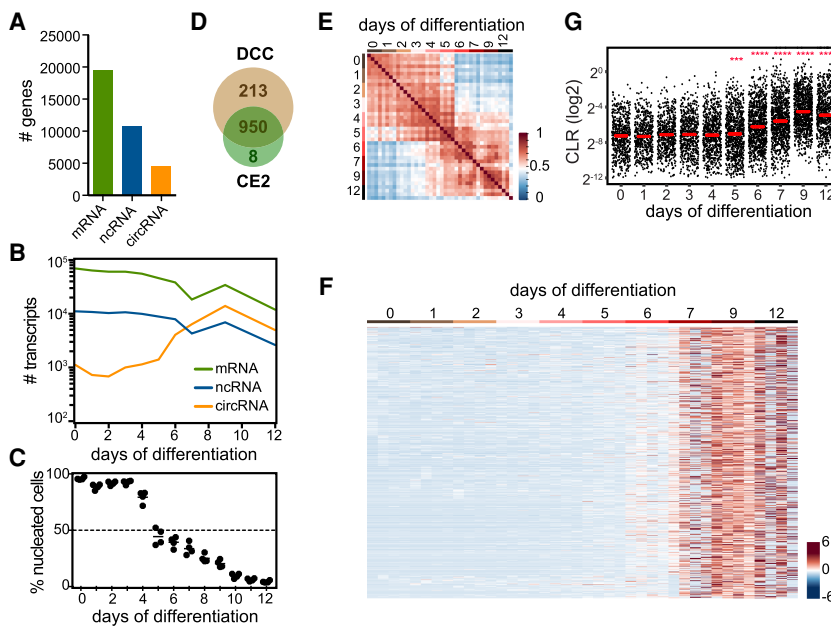 A
25000
20000
15000
10000
5000
0
# genes
mRNA
ncRNA
circRNA
D
DCC
213
950
8
CE2
E
days of differentiation
0 1 2 3 4 5 6 7 9 12
0
1
2
3
4
5
6
7
9
12
1
0.5
0
G
CLR (log2)
2^0
2^-4
2^-8
2^-12
*** **** **** **** ***
0 1 2 3 4 5 6 7 9 12
days of differentiation
B
# transcripts
10^5
10^4
10^3
10^2
mRNA
ncRNA
circRNA
0 2 4 6 8 10 12
days of differentiation
C
% nucleated cells
100
50
0
0 2 4 6 8 10 12
days of differentiation
F
days of differentiation
0 1 2 3 4 5 6 7 9 12
6
0
-6